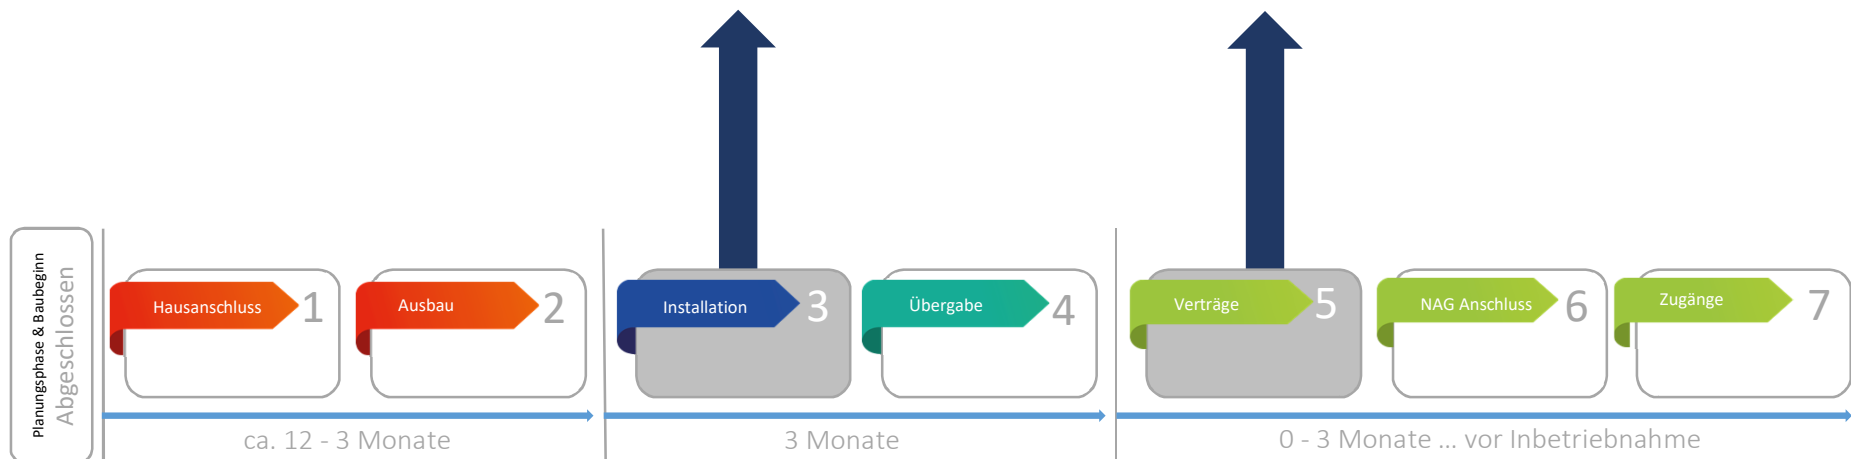 Planungsphase & Baubeginn
Abgeschlossen
Hausanschluss 1
Ausbau 2
Installation 3
Übergabe 4
Verträge 5
NAG Anschluss 6
Zugänge 7
ca. 12 - 3 Monate
3 Monate
0 - 3 Monate ... vor Inbetriebnahme